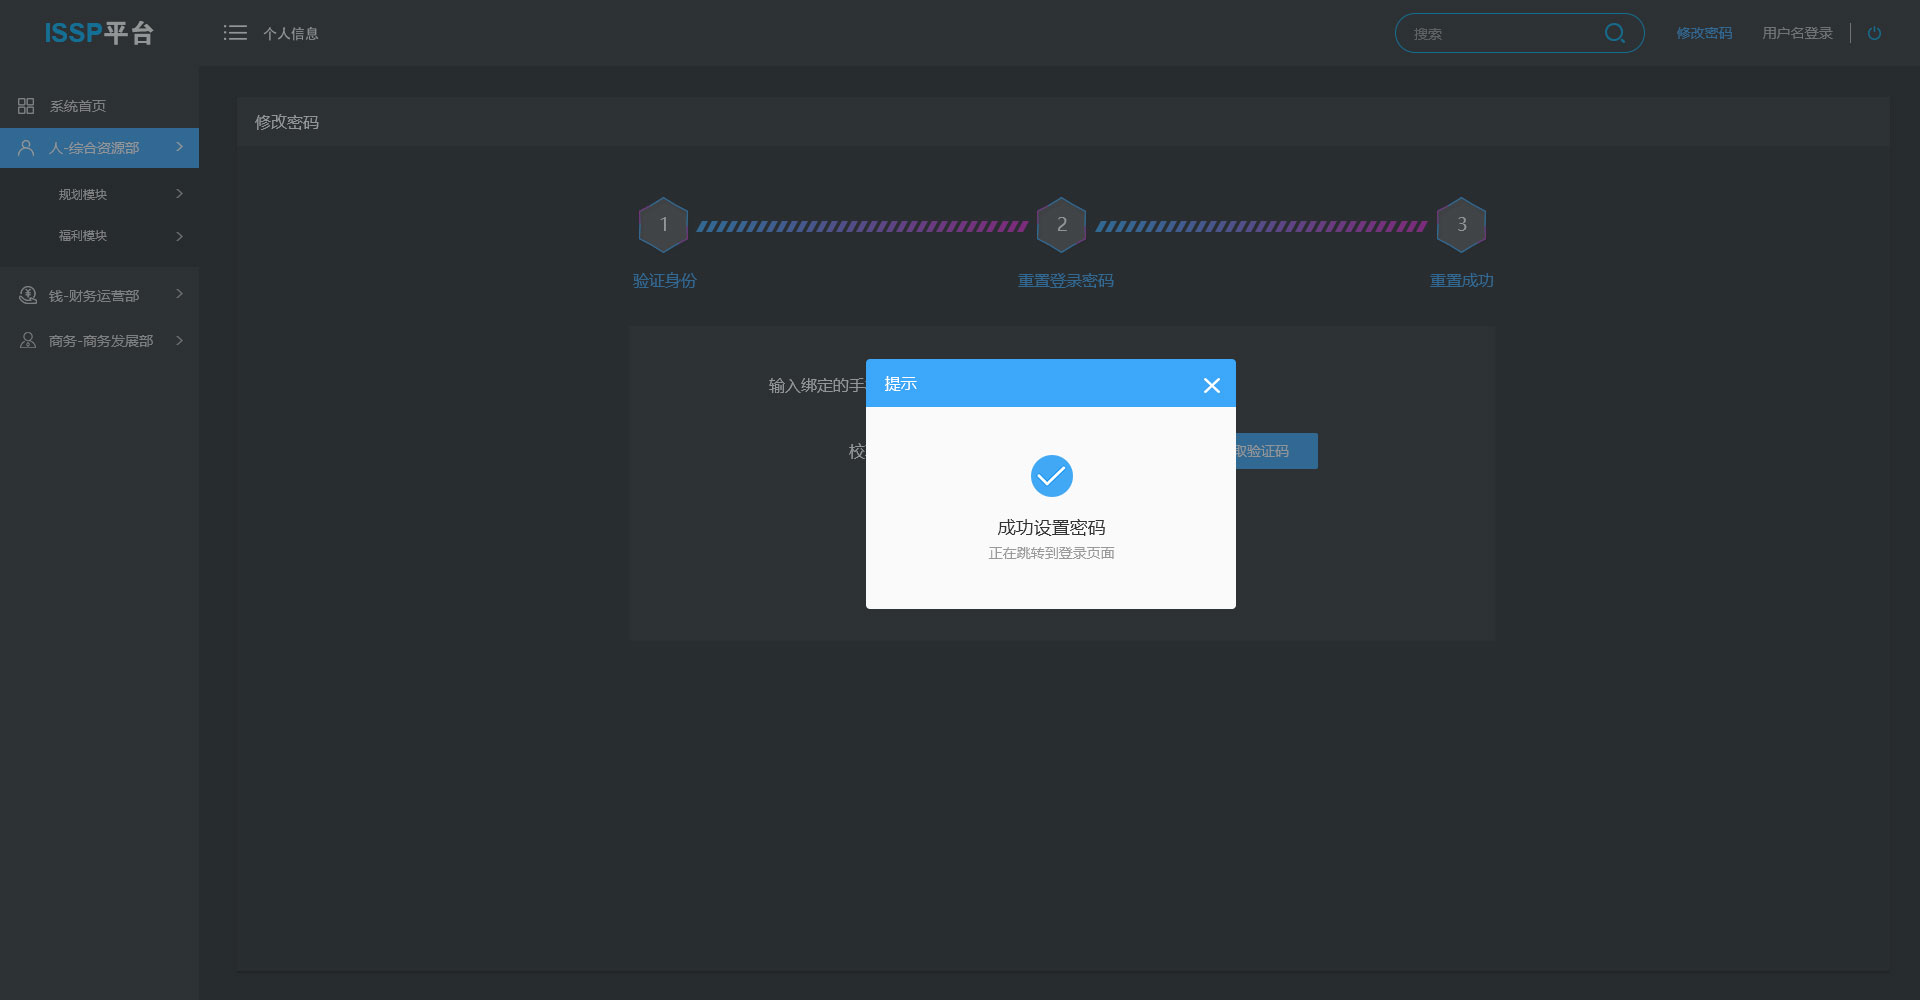 ISSP平台
个人信息
搜索
修改密码
用户名登录
系统首页
人-综合资源部
规划模块
福利模块
钱-财务运营部
商务-商务发展部
修改密码
1
2
3
验证身份
重置登录密码
重置成功
输入绑定的手
校
取验证码
提示
成功设置密码
正在跳转到登录页面